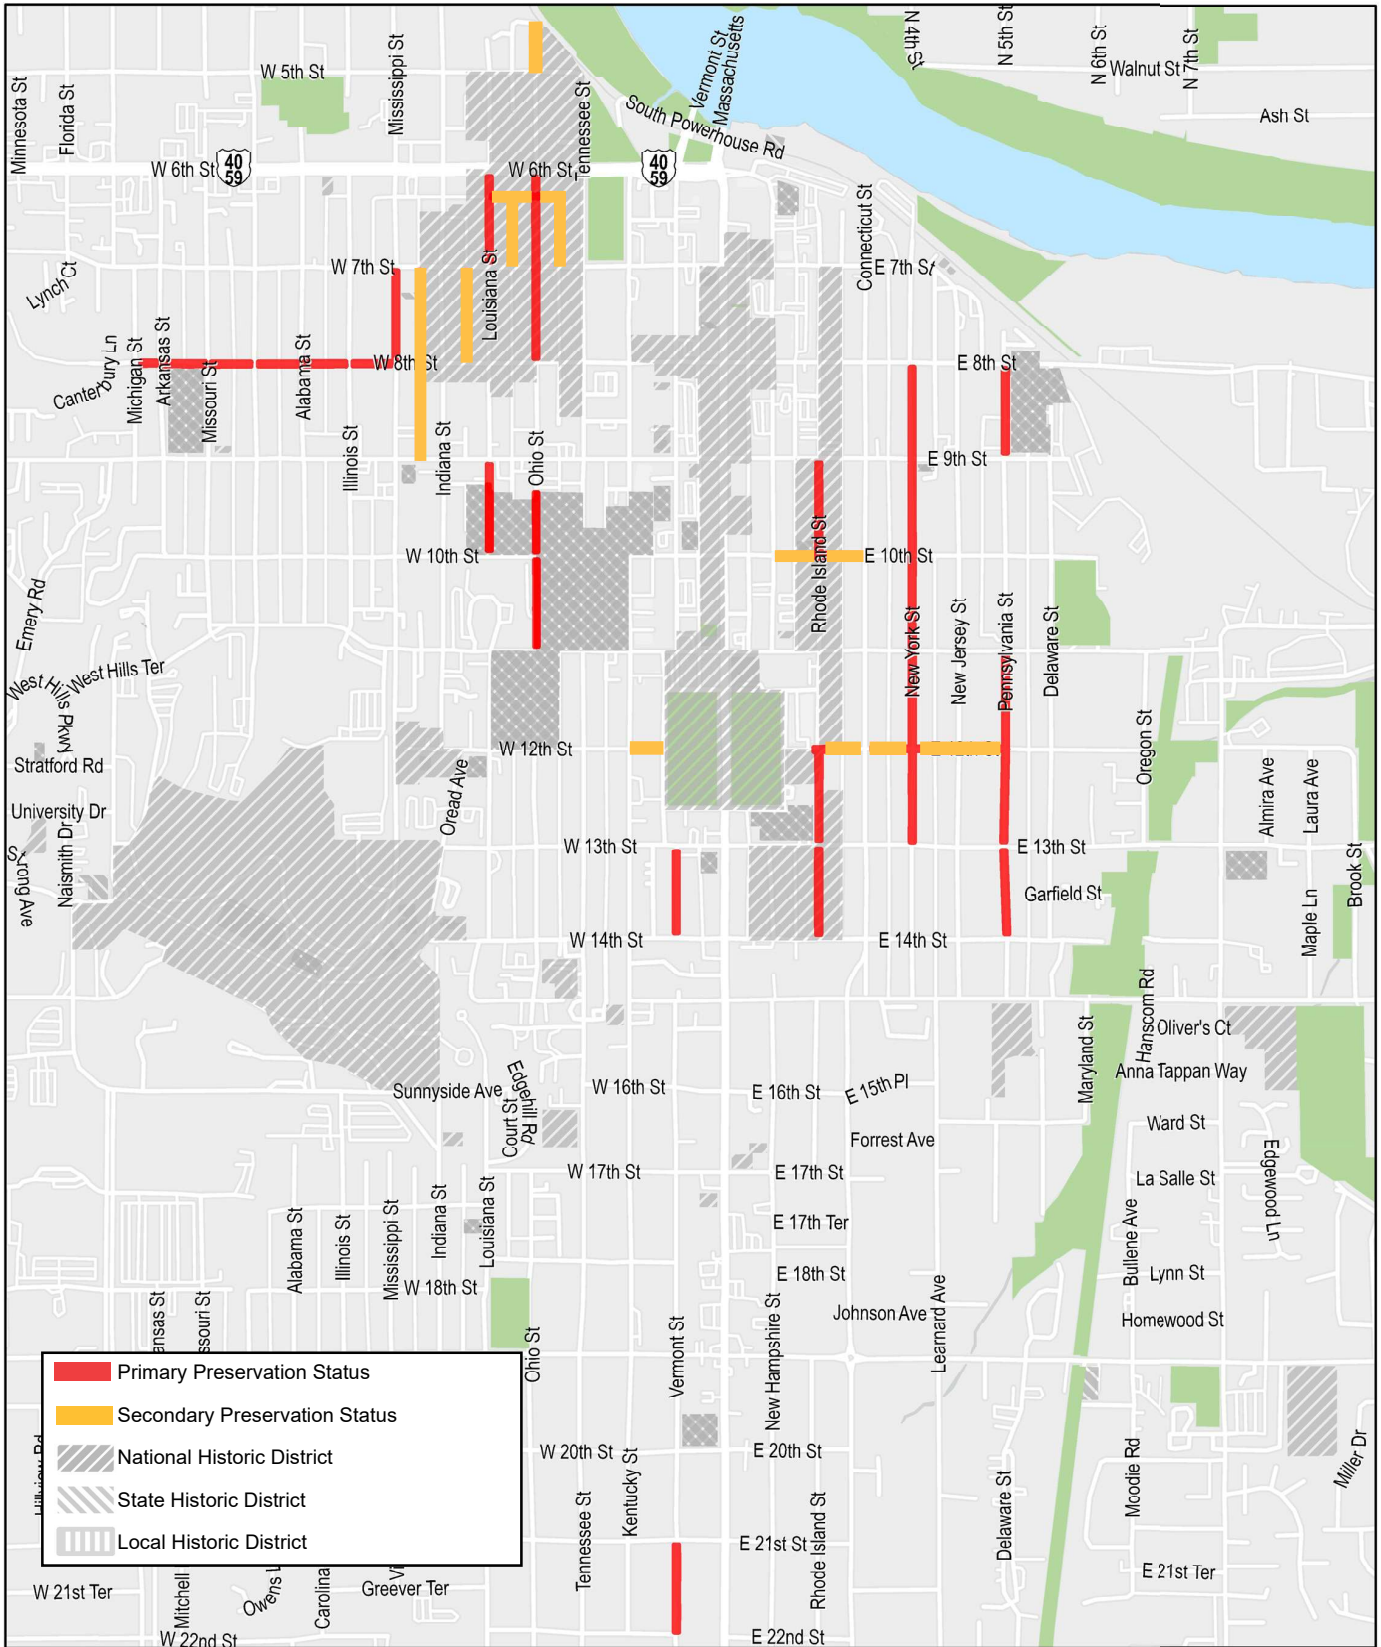 W 5th St
Mississippi St
Minnesota St
Florida St
Tennessee St
Vermont St
Massachusetts
South Powerhouse Rd
N 4th St
N 5th St
N 6th St
N 7th St
Walnut St
Ash St
W 6th St
40
59
W 6th St
40
59
Connecticut St
Lynch Ct
W 7th St
Louisiana St
E 7th St
Canterbury Ln
Michigan St
Arkansas St
Missouri St
Alabama St
W 8th St
E 8th St
Illinois St
Indiana St
Ohio St
E 9th St
W 10th St
Rhode Island St
E 10th St
Emery Rd
New York St
New Jersey St
Pennsylvania St
Delaware St
West Hills Pkwy
West Hills Ter
Oregon St
W 12th St
E 12th St
Stratford Rd
University Dr
Naismith Dr
Strong Ave
Oread Ave
Almira Ave
Laura Ave
Brook St
W 13th St
E 13th St
Garfield St
Maple Ln
W 14th St
E 14th St
Hanscom Rd
Maryland St
Oliver's Ct
Anna Tappan Way
Sunnyside Ave
Edgehill Rd
Court St
W 16th St
E 16th St
E 15th Pl
Ward St
Forrest Ave
W 17th St
E 17th St
La Salle St
Edgewood Ln
Alabama St
Illinois St
Mississippi St
Indiana St
Louisiana St
E 17th Ter
Bullene Ave
W 18th St
E 18th St
Lynn St
ansas St
ssouri St
Johnson Ave
Learnard Ave
Homewood St
Ohio St
Vermont St
New Hampshire St
Primary Preservation Status
Secondary Preservation Status
National Historic District
State Historic District
Local Historic District
Hillview Rd
W 20th St
Kentucky St
E 20th St
Moodie Rd
Miller Dr
Tennessee St
Rhode Island St
Delaware St
E 21st St
W 21st Ter
Mitchell
Owens L
Carolina
Vi
Greever Ter
E 21st Ter
W 22nd St
E 22nd St